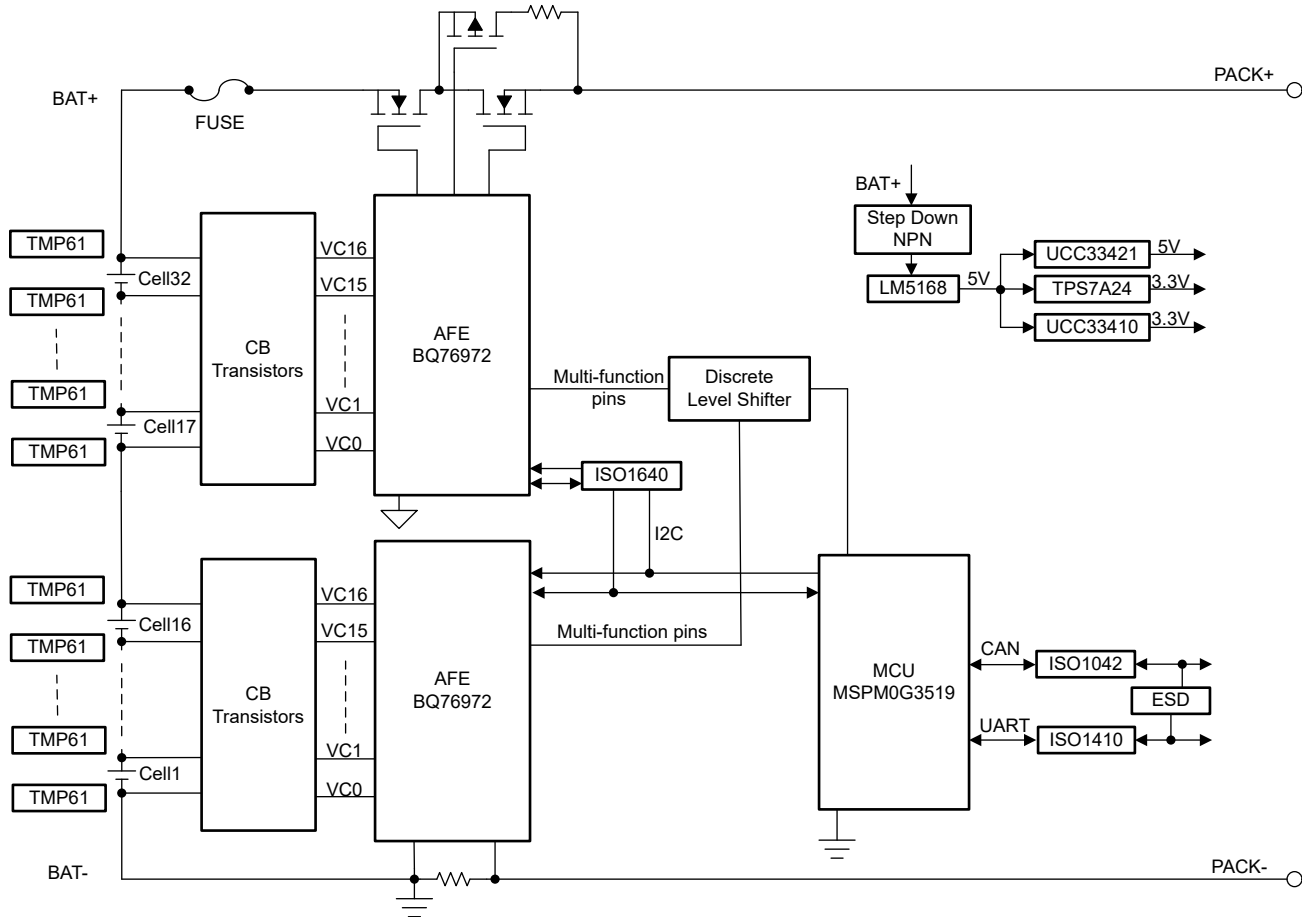 BAT+
FUSE
PACK+
BAT+
Step Down
NPN
LM5168
5V
UCC33421
5V
TPS7A24
3.3V
UCC33410
3.3V
TMP61
TMP61
TMP61
TMP61
Cell32
Cell17
CB
Transistors
VC16
VC15
VC1
VC0
AFE
BQ76972
Multi-function
pins
Discrete
Level Shifter
ISO1640
I2C
TMP61
TMP61
TMP61
TMP61
Cell16
Cell1
CB
Transistors
VC16
VC15
VC1
VC0
AFE
BQ76972
Multi-function pins
MCU
MSPM0G3519
CAN
ISO1042
ESD
UART
ISO1410
BAT-
PACK-